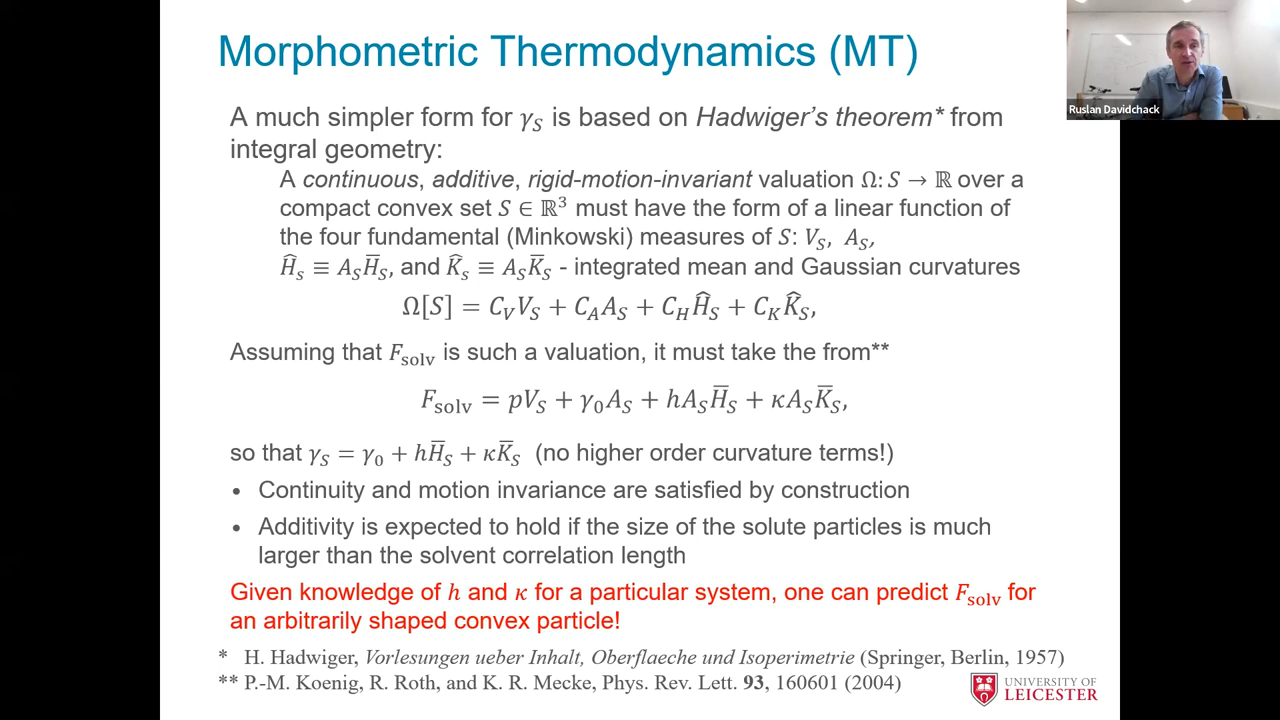 Morphometric Thermodynamics (MT)
Ruslan Davidchack
A much simpler form for γ_S is based on Hadwiger's theorem* from
integral geometry:
A continuous, additive, rigid-motion-invariant valuation Ω: S → ℝ over a
compact convex set S ∈ ℝ³ must have the form of a linear function of
the four fundamental (Minkowski) measures of S: V_S, A_S,
Ĥ_s ≡ A_S H̅_S, and K̂_s ≡ A_S K̅_S - integrated mean and Gaussian curvatures
Ω[S] = C_V V_S + C_A A_S + C_H Ĥ_S + C_K K̂_S,
Assuming that F_solv is such a valuation, it must take the from**
F_solv = pV_S + γ₀A_S + hA_S H̅_S + κA_S K̅_S,
so that γ_S = γ₀ + hH̅_S + κK̅_S (no higher order curvature terms!)
• Continuity and motion invariance are satisfied by construction
• Additivity is expected to hold if the size of the solute particles is much
larger than the solvent correlation length
Given knowledge of h and κ for a particular system, one can predict F_solv for
an arbitrarily shaped convex particle!
* H. Hadwiger, Vorlesungen ueber Inhalt, Oberflaeche und Isoperimetrie (Springer, Berlin, 1957)
** P.-M. Koenig, R. Roth, and K. R. Mecke, Phys. Rev. Lett. 93, 160601 (2004)
UNIVERSITY OF
LEICESTER